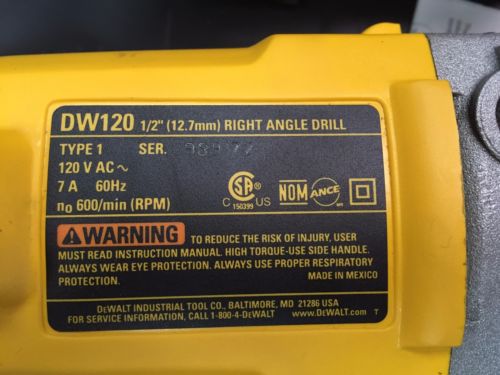 DW120 1/2" (12.7mm) RIGHT ANGLE DRILL
TYPE 1 SER.
120 V AC ~
7 A 60Hz
n₀ 600/min (RPM)
CSA
C 150399 US
NOM
ANCE
WARNING TO REDUCE THE RISK OF INJURY, USER
MUST READ INSTRUCTION MANUAL. HIGH TORQUE-USE SIDE HANDLE.
ALWAYS WEAR EYE PROTECTION. ALWAYS USE PROPER RESPIRATORY
PROTECTION.
MADE IN MEXICO
DEWALT INDUSTRIAL TOOL CO., BALTIMORE, MD 21286 USA
FOR SERVICE INFORMATION, CALL 1-800-4-DEWALT
www.DEWALT.com T